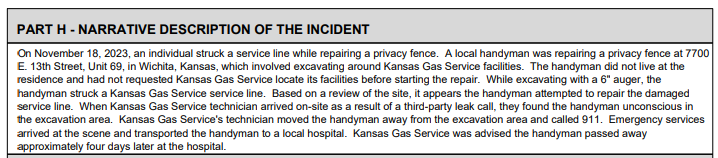 PART H - NARRATIVE DESCRIPTION OF THE INCIDENT
On November 18, 2023, an individual struck a service line while repairing a privacy fence. A local handyman was repairing a privacy fence at 7700
E. 13th Street, Unit 69, in Wichita, Kansas, which involved excavating around Kansas Gas Service facilities. The handyman did not live at the
residence and had not requested Kansas Gas Service locate its facilities before starting the repair. While excavating with a 6" auger, the
handyman struck a Kansas Gas Service service line. Based on a review of the site, it appears the handyman attempted to repair the damaged
service line. When Kansas Gas Service technician arrived on-site as a result of a third-party leak call, they found the handyman unconscious in
the excavation area. Kansas Gas Service's technician moved the handyman away from the excavation area and called 911. Emergency services
arrived at the scene and transported the handyman to a local hospital. Kansas Gas Service was advised the handyman passed away
approximately four days later at the hospital.